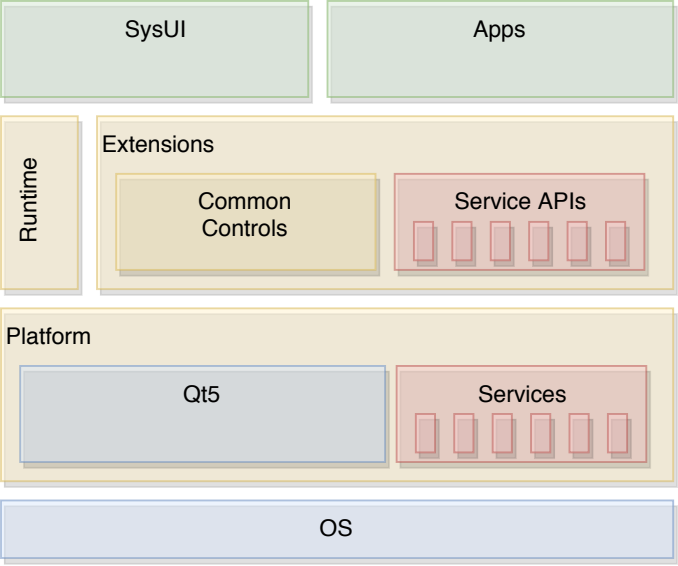 SysUI
Apps
Runtime
Extensions
Common
Controls
Service APIs
Platform
Qt5
Services
OS